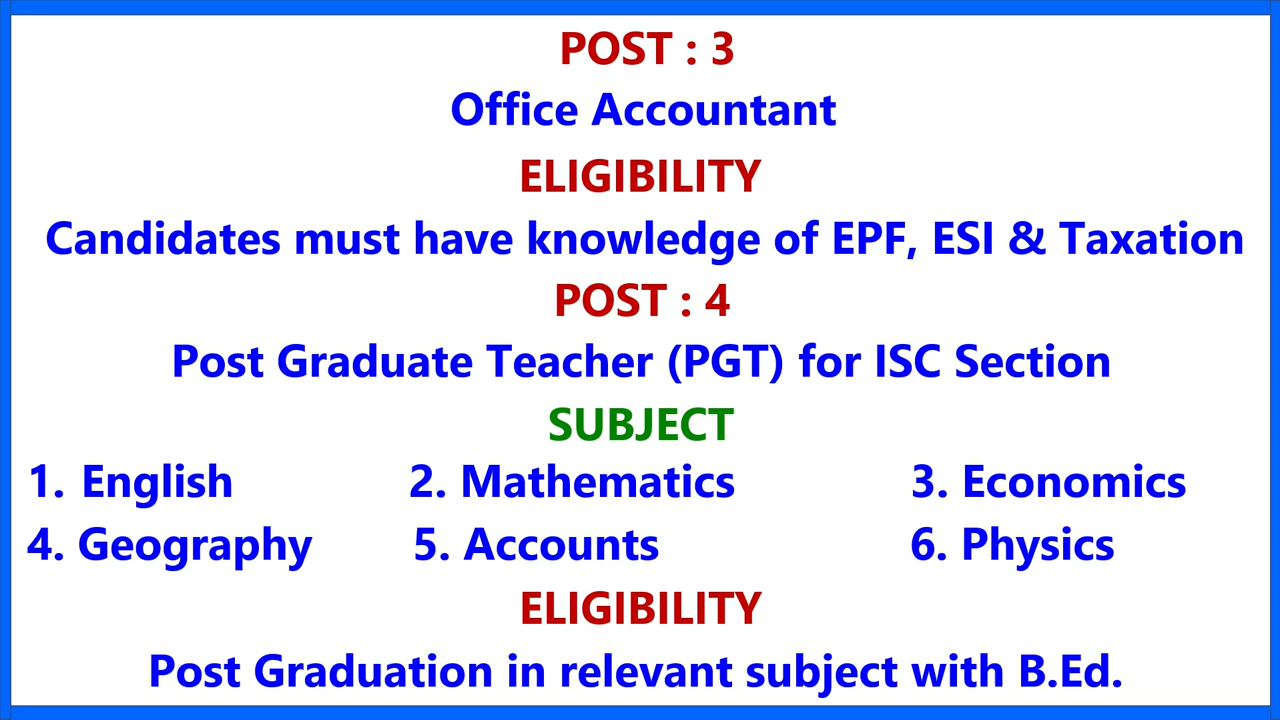 POST : 3
Office Accountant
ELIGIBILITY
Candidates must have knowledge of EPF, ESI & Taxation
POST : 4
Post Graduate Teacher (PGT) for ISC Section
SUBJECT
1. English 2. Mathematics 3. Economics
4. Geography 5. Accounts 6. Physics
ELIGIBILITY
Post Graduation in relevant subject with B.Ed.